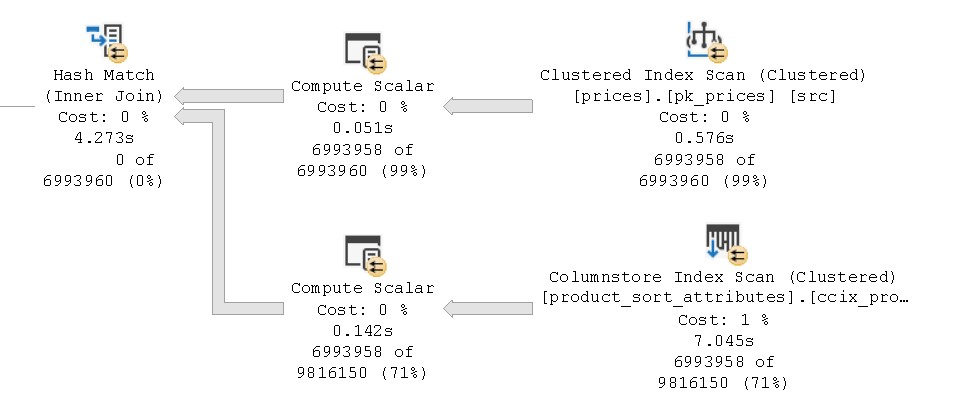 Hash Match
(Inner Join)
Cost: 0 %
4.273s
0 of
6993960 (0%)
Compute Scalar
Cost: 0 %
0.051s
6993958 of
6993960 (99%)
Clustered Index Scan (Clustered)
[prices].[pk_prices] [src]
Cost: 0 %
0.576s
6993958 of
6993960 (99%)
Compute Scalar
Cost: 0 %
0.142s
6993958 of
9816150 (71%)
Columnstore Index Scan (Clustered)
[product_sort_attributes].[ccix_pro…
Cost: 1 %
7.045s
6993958 of
9816150 (71%)